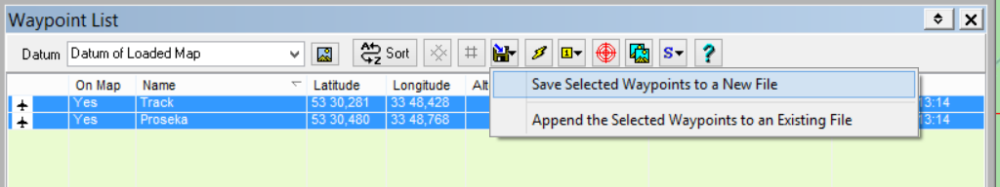 Waypoint List
Datum Datum of Loaded Map Sort S ?
On Map Name Latitude Longitude Alt
Save Selected Waypoints to a New File
Yes Track 53 30,281 33 48,428 13:14
Yes Proseka 53 30,480 33 48,768 13:14
Append the Selected Waypoints to an Existing File